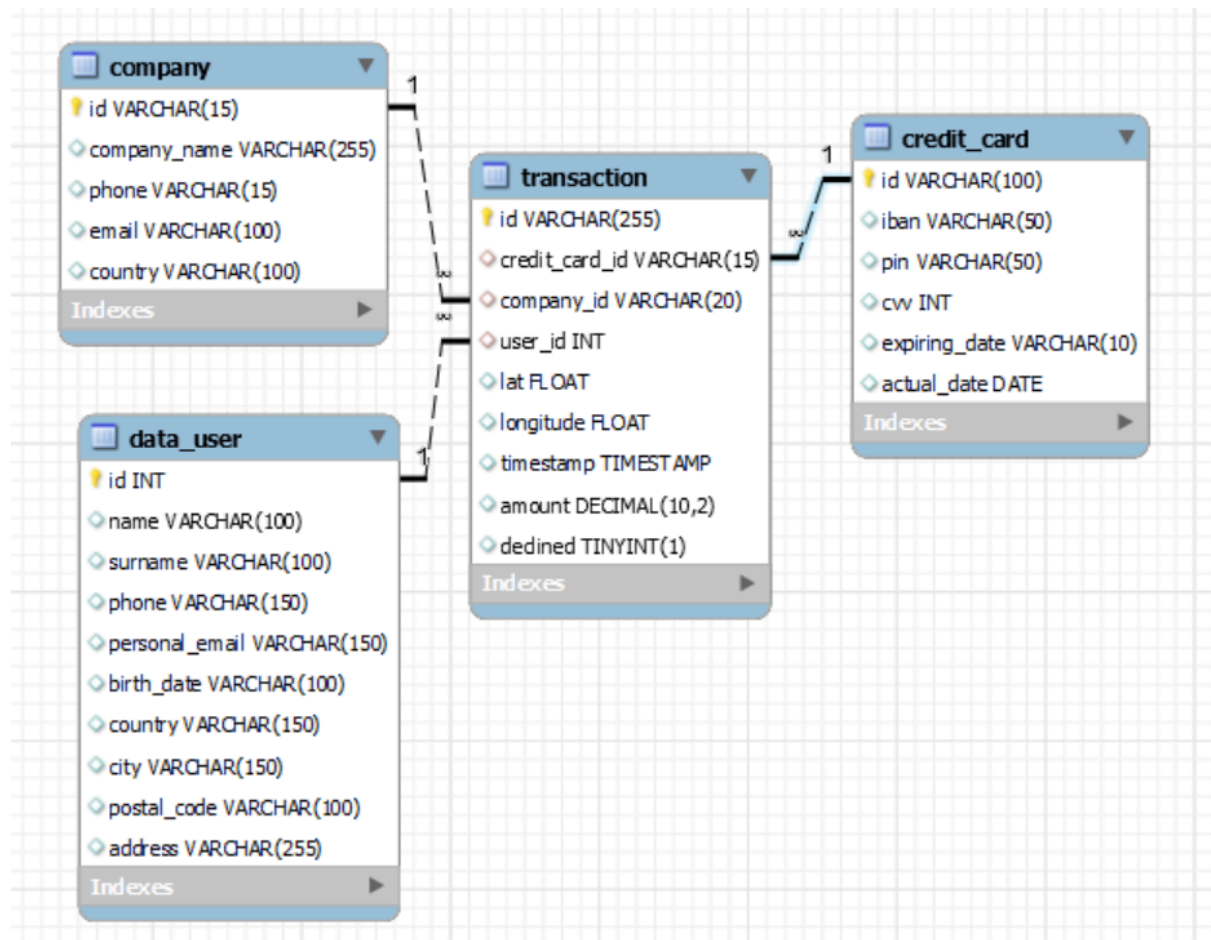 company
id VARCHAR(15)
company_name VARCHAR(255)
phone VARCHAR(15)
email VARCHAR(100)
country VARCHAR(100)
Indexes
1
∞
transaction
id VARCHAR(255)
credit_card_id VARCHAR(15)
company_id VARCHAR(20)
user_id INT
lat FLOAT
longitude FLOAT
timestamp TIMESTAMP
amount DECIMAL(10,2)
declined TINYINT(1)
Indexes
1
∞
credit_card
id VARCHAR(100)
iban VARCHAR(50)
pin VARCHAR(50)
cvv INT
expiring_date VARCHAR(10)
actual_date DATE
Indexes
∞
1
data_user
id INT
name VARCHAR(100)
surname VARCHAR(100)
phone VARCHAR(150)
personal_email VARCHAR(150)
birth_date VARCHAR(100)
country VARCHAR(150)
city VARCHAR(150)
postal_code VARCHAR(100)
address VARCHAR(255)
Indexes